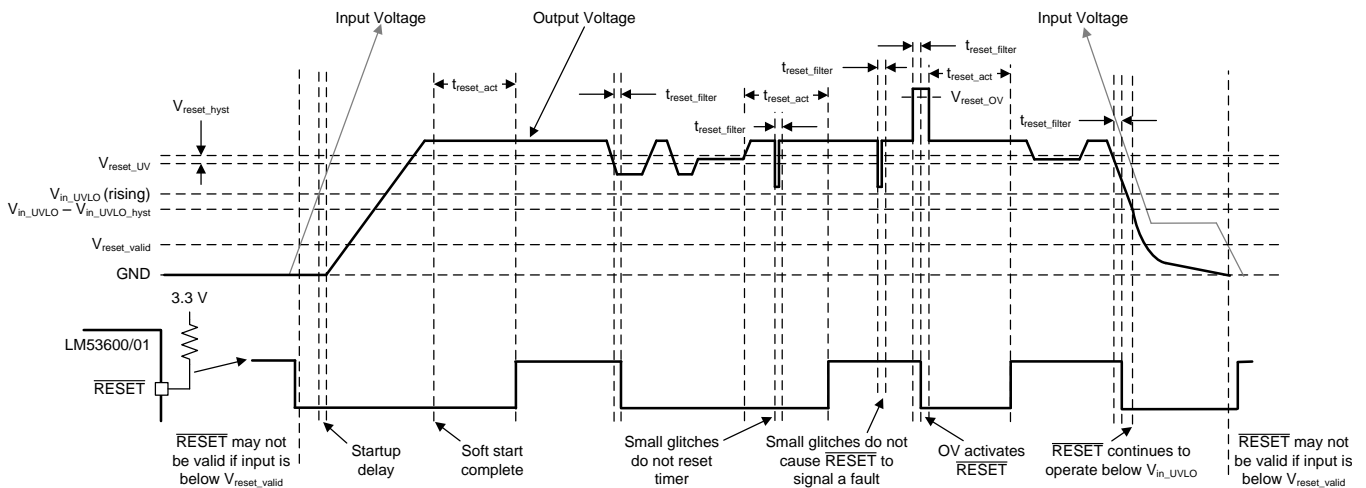 Input Voltage
Output Voltage
Input Voltage
t_reset_filter
t_reset_filter
t_reset_act
t_reset_act
t_reset_act
V_reset_hyst
t_reset_filter
V_reset_OV
t_reset_filter
t_reset_filter
V_reset_UV
V_in_UVLO (rising)
V_in_UVLO – V_in_UVLO_hyst
V_reset_valid
GND
3.3 V
LM53600/01
RESET
RESET may not
be valid if input is
below V_reset_valid
Startup
delay
Soft start
complete
Small glitches
do not reset
timer
Small glitches do not
cause RESET to
signal a fault
OV activates
RESET
RESET continues to
operate below V_in_UVLO
RESET may not
be valid if input is
below V_reset_valid